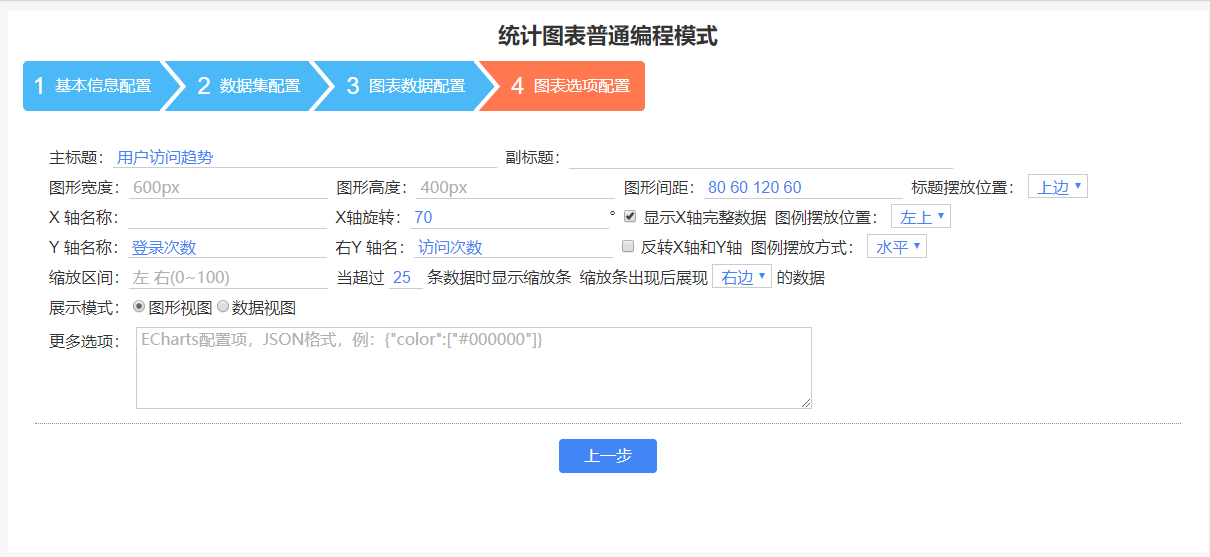 统计图表普通编程模式
1 基本信息配置 2 数据集配置 3 图表数据配置 4 图表选项配置
主标题： 用户访问趋势 副标题：
图形宽度： 600px 图形高度： 400px 图形间距： 80 60 120 60 标题摆放位置： 上边
X 轴名称： X轴旋转： 70 ° 显示X轴完整数据 图例摆放位置： 左上
Y 轴名称： 登录次数 右Y 轴名： 访问次数 反转X轴和Y轴 图例摆放方式： 水平
缩放区间： 左 右(0~100) 当超过 25 条数据时显示缩放条 缩放条出现后展现 右边 的数据
展示模式： 图形视图 数据视图
更多选项： ECharts配置项，JSON格式，例：{"color":["#000000"]}
上一步